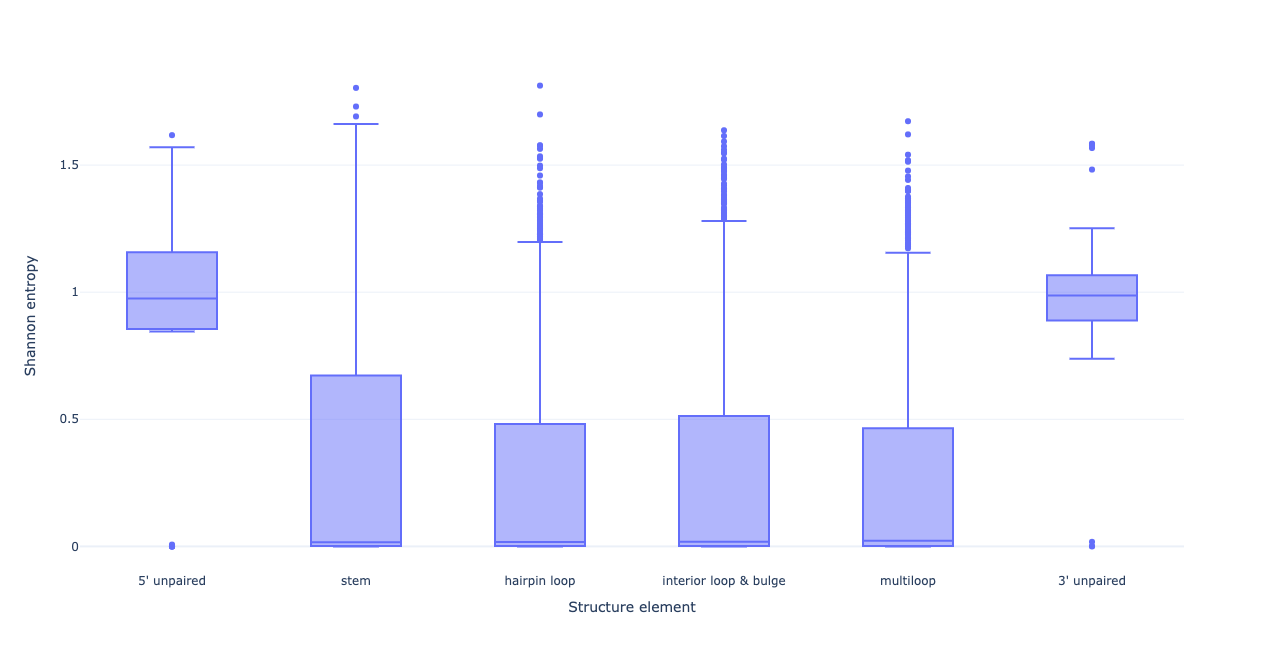 Shannon entropy
1.5
1
0.5
0
5' unpaired
stem
hairpin loop
interior loop & bulge
multiloop
3' unpaired
Structure element